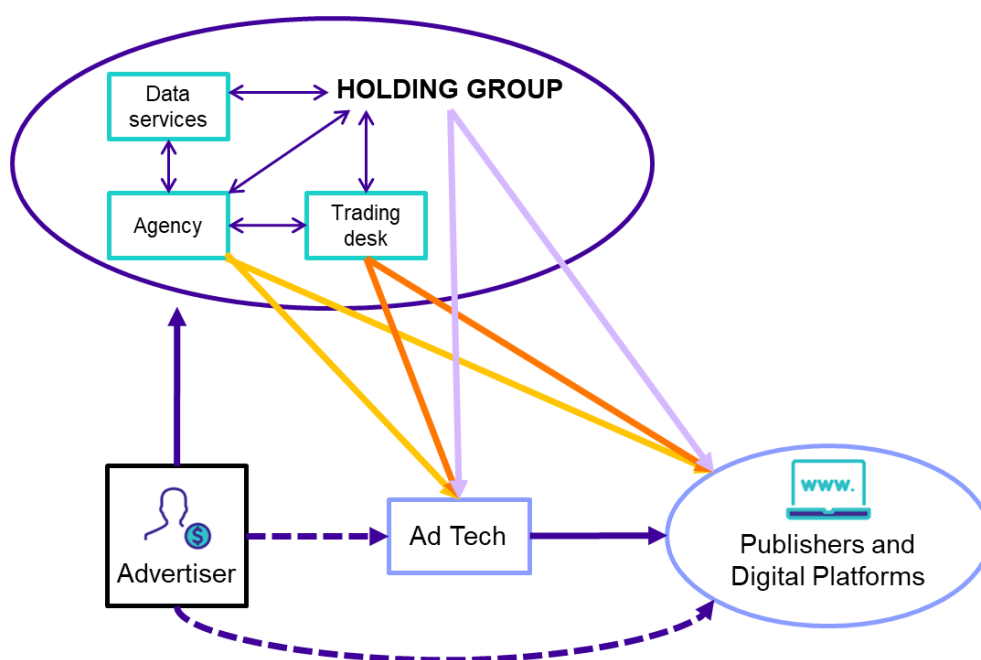 Data
services
HOLDING GROUP
Agency
Trading
desk
$
Advertiser
Ad Tech
www.
Publishers and
Digital Platforms